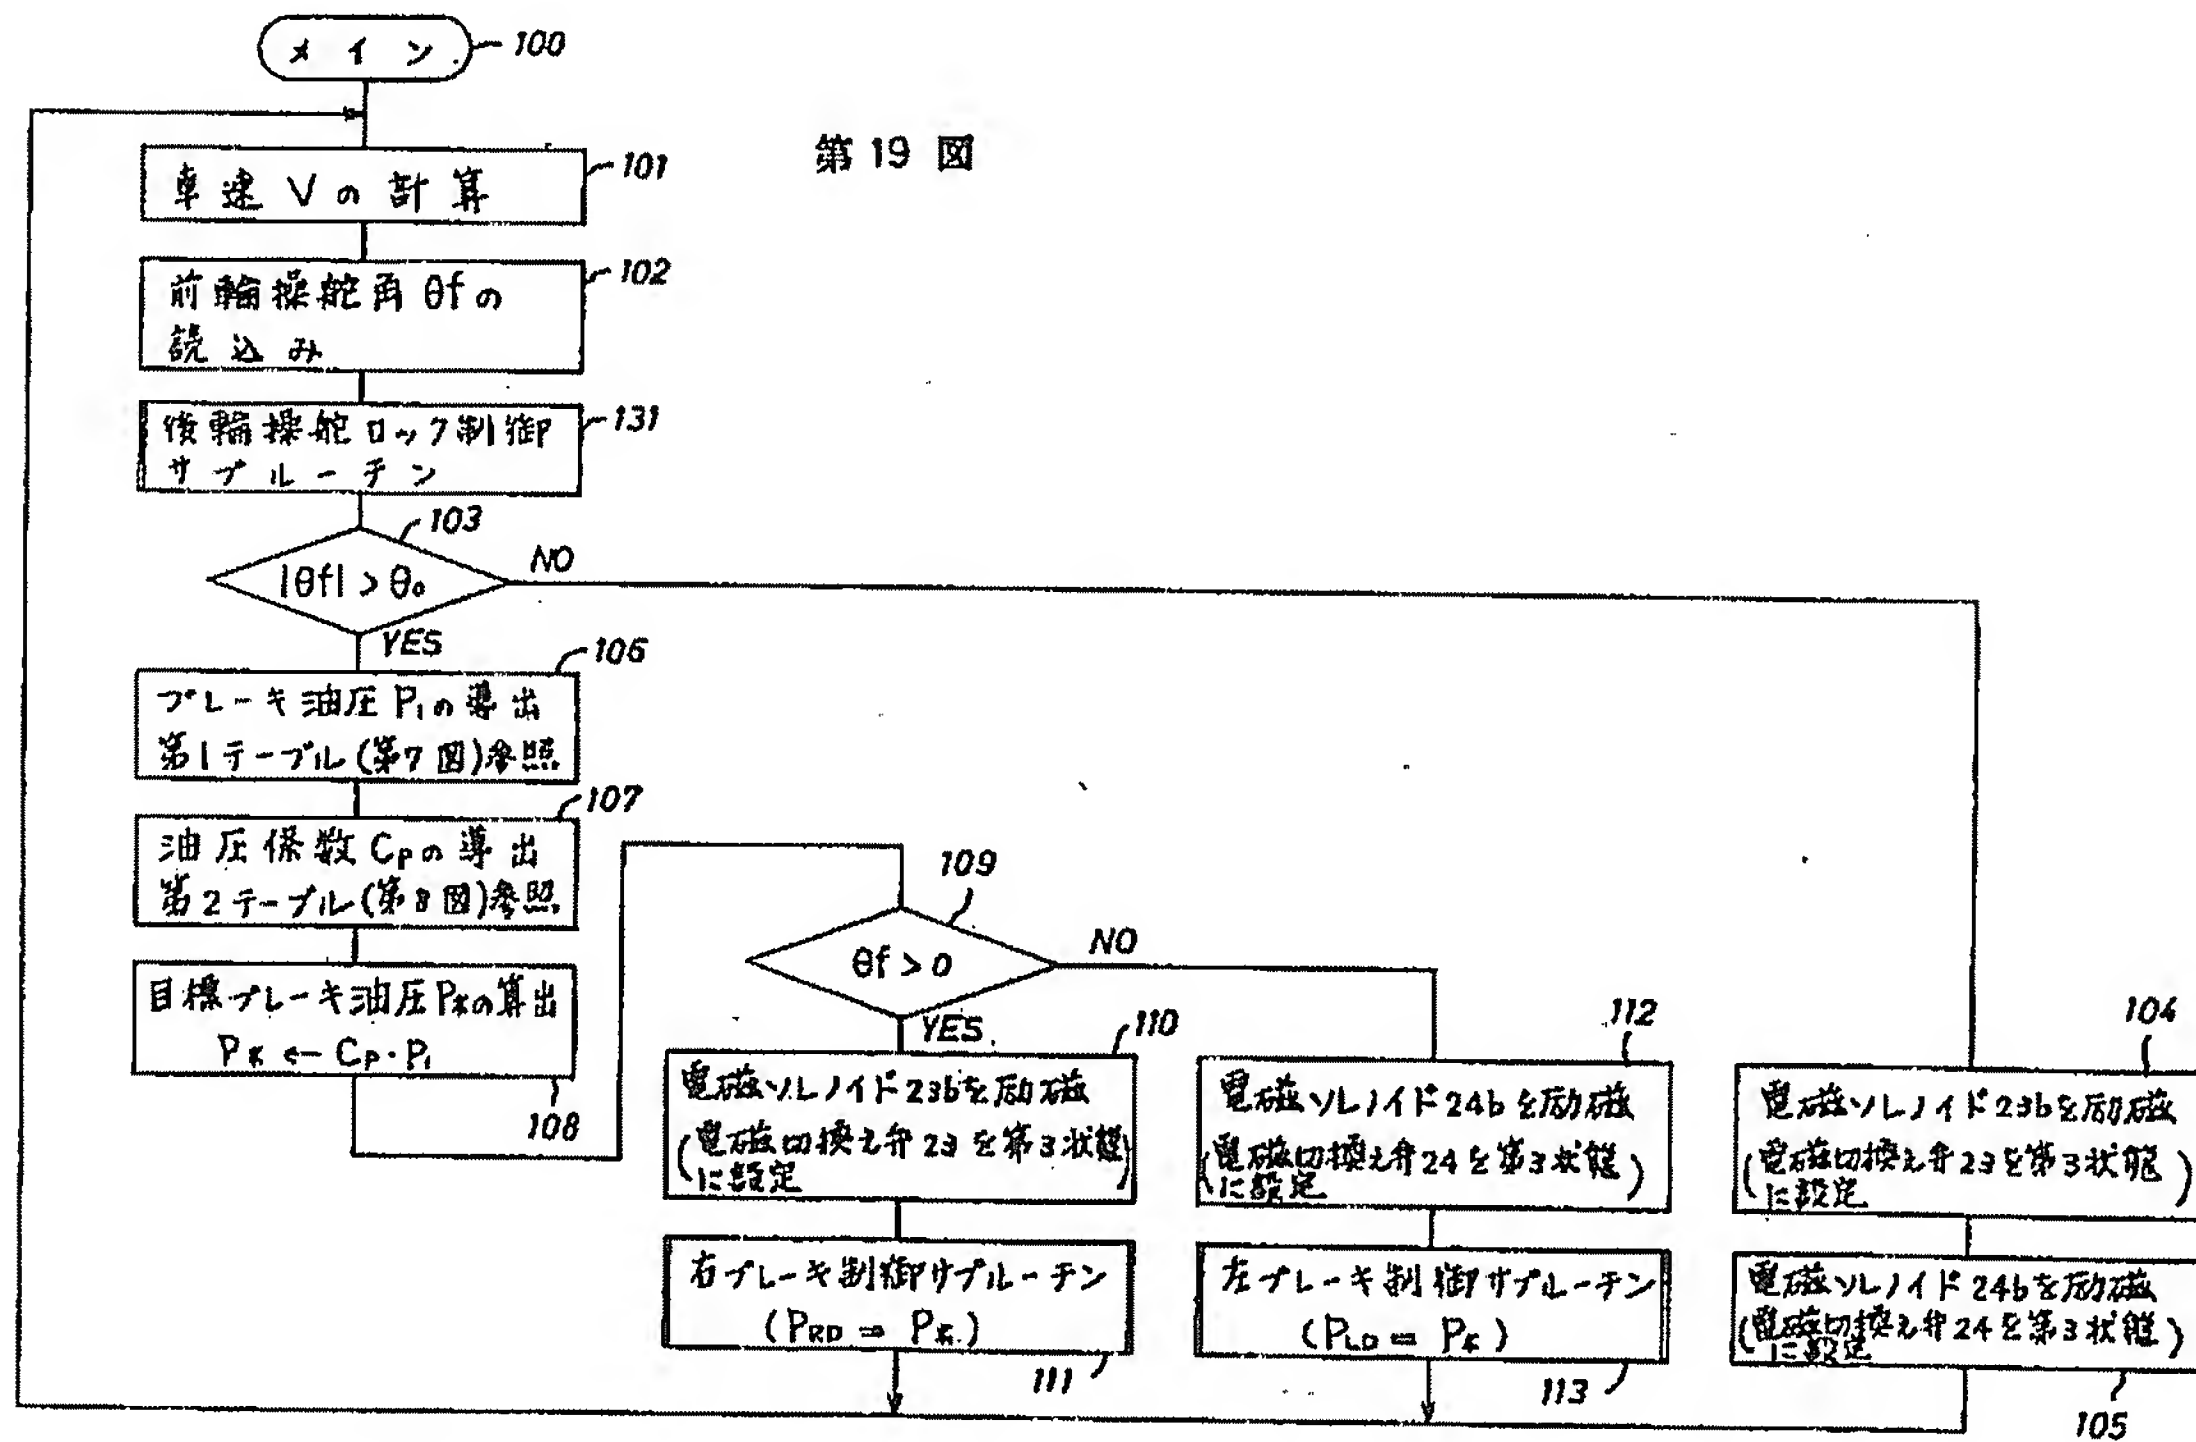 メイン
100
第19図
車速Vの計算
101
前輪操舵角θfの
読込み
102
後輪操舵ロック制御
サブルーチン
131
103
|θf| > θ₀
NO
YES
106
ブレーキ油圧P₁の導出
第1テーブル(第7図)参照
107
油圧係数CPの導出
第2テーブル(第8図)参照
目標ブレーキ油圧P*の算出
P* ← CP・P₁
108
109
θf > 0
NO
YES
110
電磁ソレノイド23bを励磁
(電磁切換え弁23を第3状態
に設定)
右ブレーキ制御サブルーチン
(PRD = P*)
111
112
電磁ソレノイド24bを励磁
(電磁切換え弁24を第3状態
に設定)
左ブレーキ制御サブルーチン
(PLD = P*)
113
104
電磁ソレノイド23bを励磁
(電磁切換え弁23を第3状態
に設定)
電磁ソレノイド24bを励磁
(電磁切換え弁24を第3状態
に設定)
105